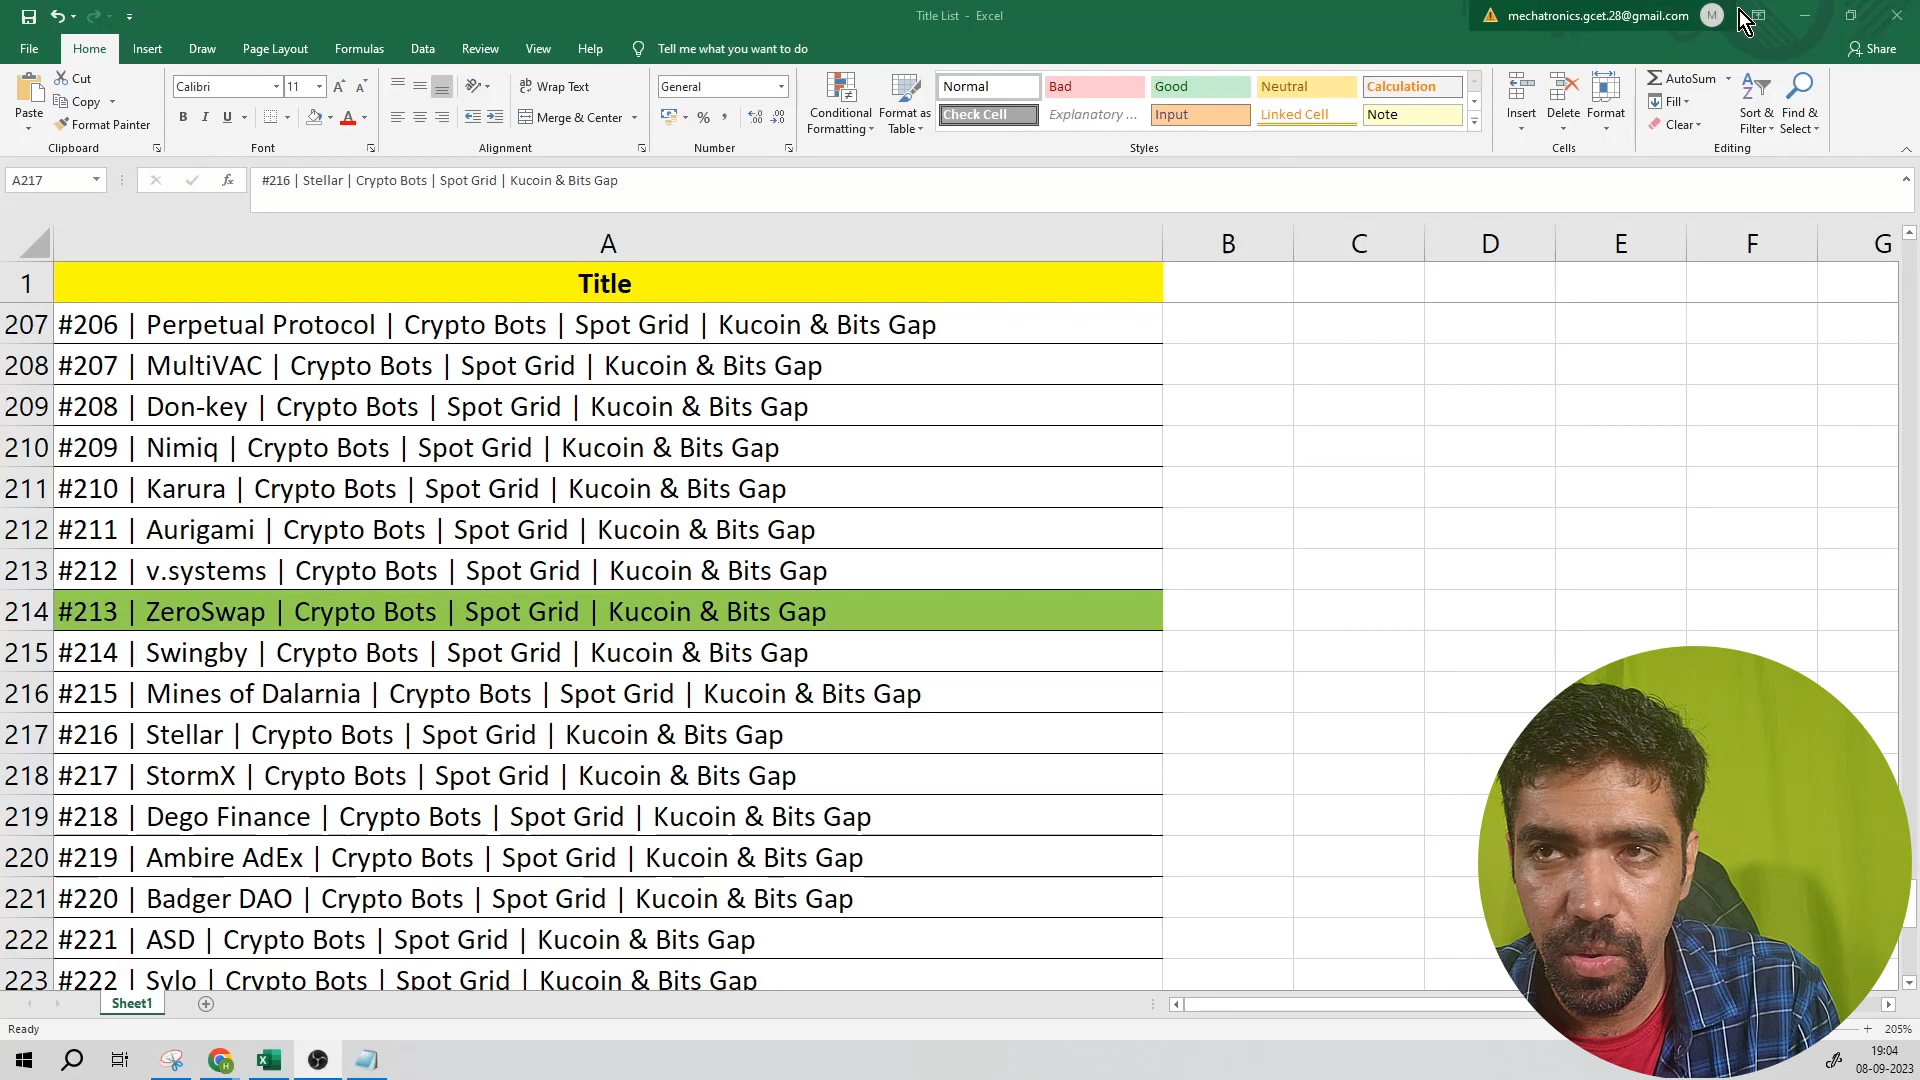 Title List - Excel
mechatronics.gcet.28@gmail.com M
File Home Insert Draw Page Layout Formulas Data Review View Help Tell me what you want to do Share
Paste
Cut
Copy
Format Painter
Clipboard
Calibri 11
B I U
Font
Wrap Text
Merge & Center
Alignment
General
Number
Conditional Formatting
Format as Table
Normal Bad Good Neutral Calculation
Check Cell Explanatory ... Input Linked Cell Note
Styles
Insert Delete Format
Cells
AutoSum
Fill
Clear
Sort & Filter
Find & Select
Editing
A217 fx #216 | Stellar | Crypto Bots | Spot Grid | Kucoin & Bits Gap
A B C D E F G
1 Title
207 #206 | Perpetual Protocol | Crypto Bots | Spot Grid | Kucoin & Bits Gap
208 #207 | MultiVAC | Crypto Bots | Spot Grid | Kucoin & Bits Gap
209 #208 | Don-key | Crypto Bots | Spot Grid | Kucoin & Bits Gap
210 #209 | Nimiq | Crypto Bots | Spot Grid | Kucoin & Bits Gap
211 #210 | Karura | Crypto Bots | Spot Grid | Kucoin & Bits Gap
212 #211 | Aurigami | Crypto Bots | Spot Grid | Kucoin & Bits Gap
213 #212 | v.systems | Crypto Bots | Spot Grid | Kucoin & Bits Gap
214 #213 | ZeroSwap | Crypto Bots | Spot Grid | Kucoin & Bits Gap
215 #214 | Swingby | Crypto Bots | Spot Grid | Kucoin & Bits Gap
216 #215 | Mines of Dalarnia | Crypto Bots | Spot Grid | Kucoin & Bits Gap
217 #216 | Stellar | Crypto Bots | Spot Grid | Kucoin & Bits Gap
218 #217 | StormX | Crypto Bots | Spot Grid | Kucoin & Bits Gap
219 #218 | Dego Finance | Crypto Bots | Spot Grid | Kucoin & Bits Gap
220 #219 | Ambire AdEx | Crypto Bots | Spot Grid | Kucoin & Bits Gap
221 #220 | Badger DAO | Crypto Bots | Spot Grid | Kucoin & Bits Gap
222 #221 | ASD | Crypto Bots | Spot Grid | Kucoin & Bits Gap
223 #222 | Sylo | Crypto Bots | Spot Grid | Kucoin & Bits Gap
Sheet1
Ready
205%
19:04
08-09-2023